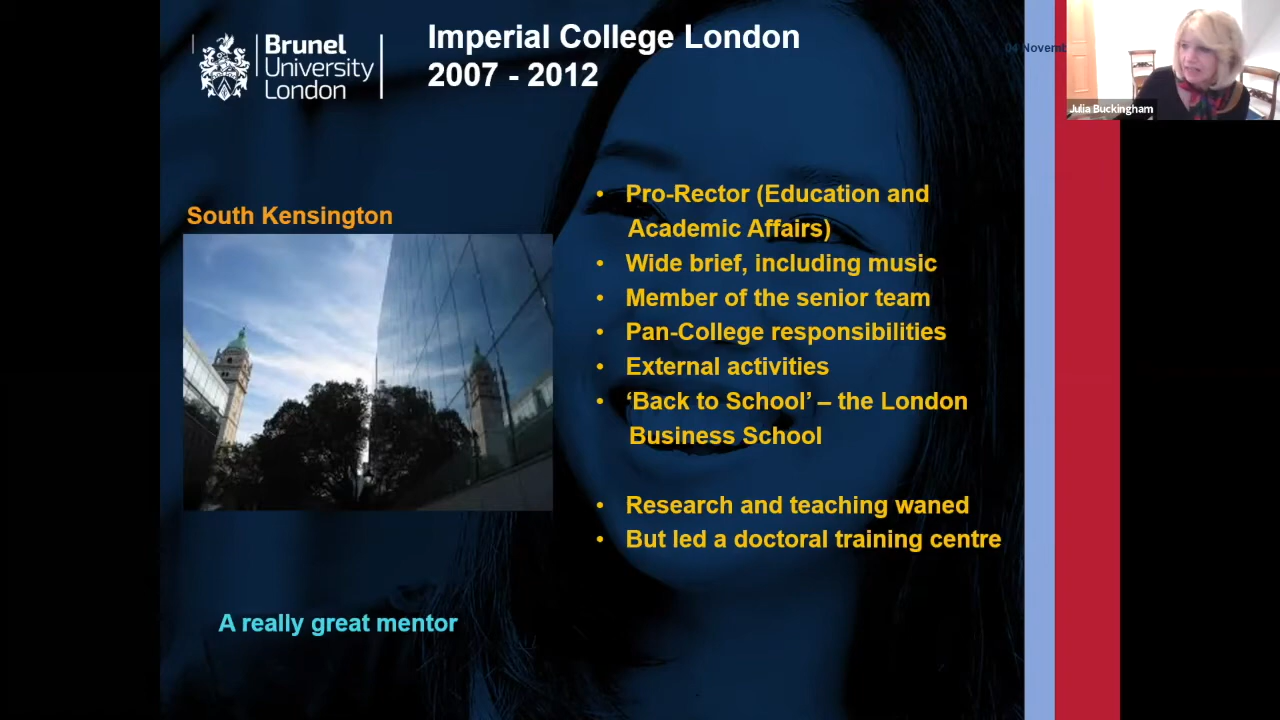 Brunel
University
London
Imperial College London
2007 - 2012
04 Novemb
Julia Buckingham
South Kensington
• Pro-Rector (Education and
Academic Affairs)
• Wide brief, including music
• Member of the senior team
• Pan-College responsibilities
• External activities
• ‘Back to School’ – the London
Business School
• Research and teaching waned
• But led a doctoral training centre
A really great mentor